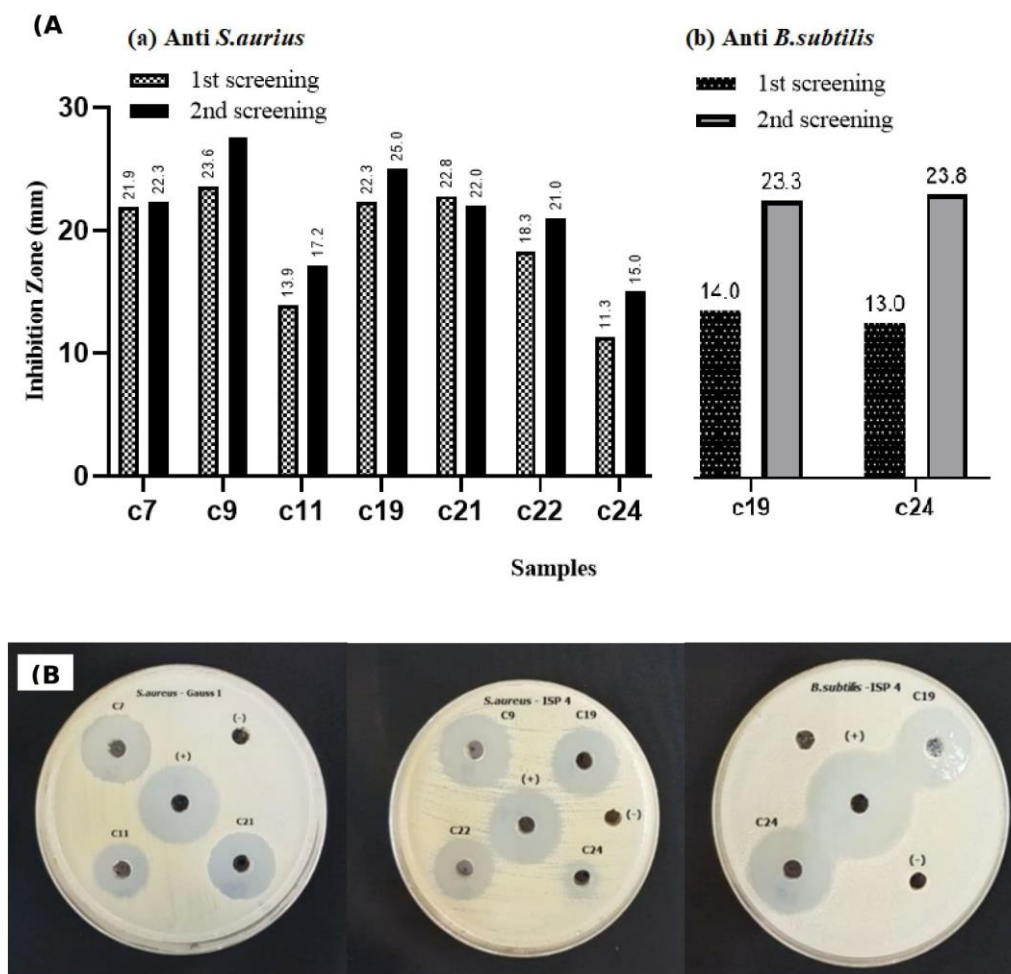 (A
(a) Anti S.aurius
1st screening
2nd screening
(b) Anti B.subtilis
1st screening
2nd screening
Inhibition Zone (mm)
30
20
10
0
21.9 22.3 23.6 13.9 17.2 22.3 25.0 22.8 22.0 18.3 21.0 11.3 15.0
c7 c9 c11 c19 c21 c22 c24
14.0 23.3 13.0 23.8
c19 c24
Samples
(B
S.aureus - Gauss 1
C7
(-)
(+)
C11
C21
S.aureus - ISP 4
C9
C19
(+)
(-)
C22
C24
B.subtilis - ISP 4
C19
(+)
C24
(-)